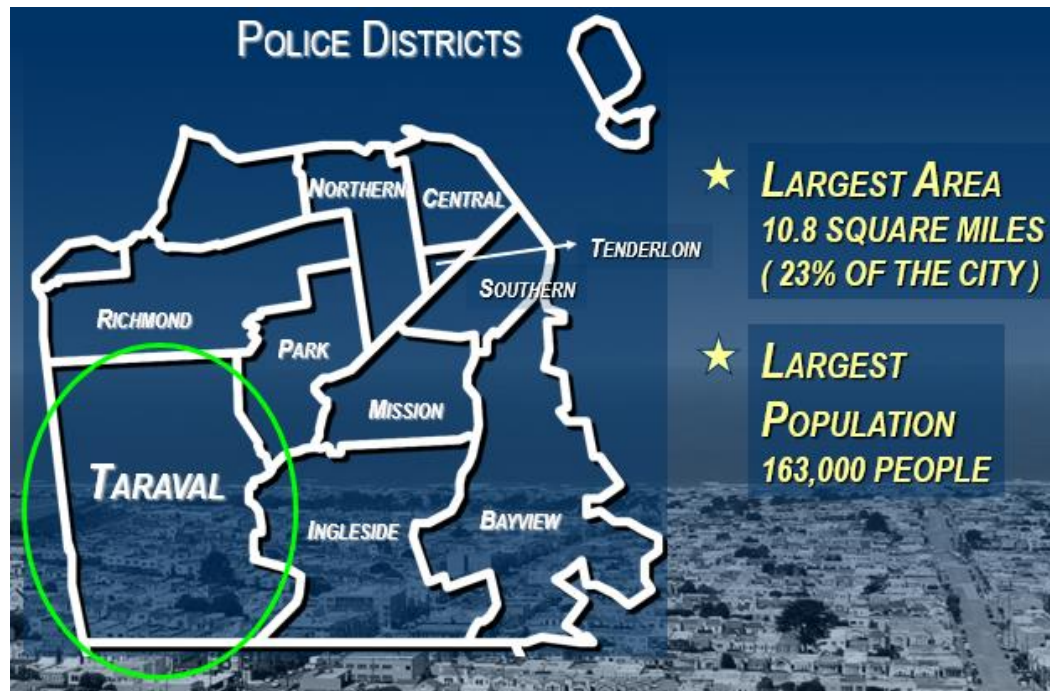 POLICE DISTRICTS
NORTHERN
CENTRAL
TENDERLOIN
SOUTHERN
RICHMOND
PARK
MISSION
TARAVAL
INGLESIDE
BAYVIEW
LARGEST AREA
10.8 SQUARE MILES
( 23% OF THE CITY )
LARGEST
POPULATION
163,000 PEOPLE